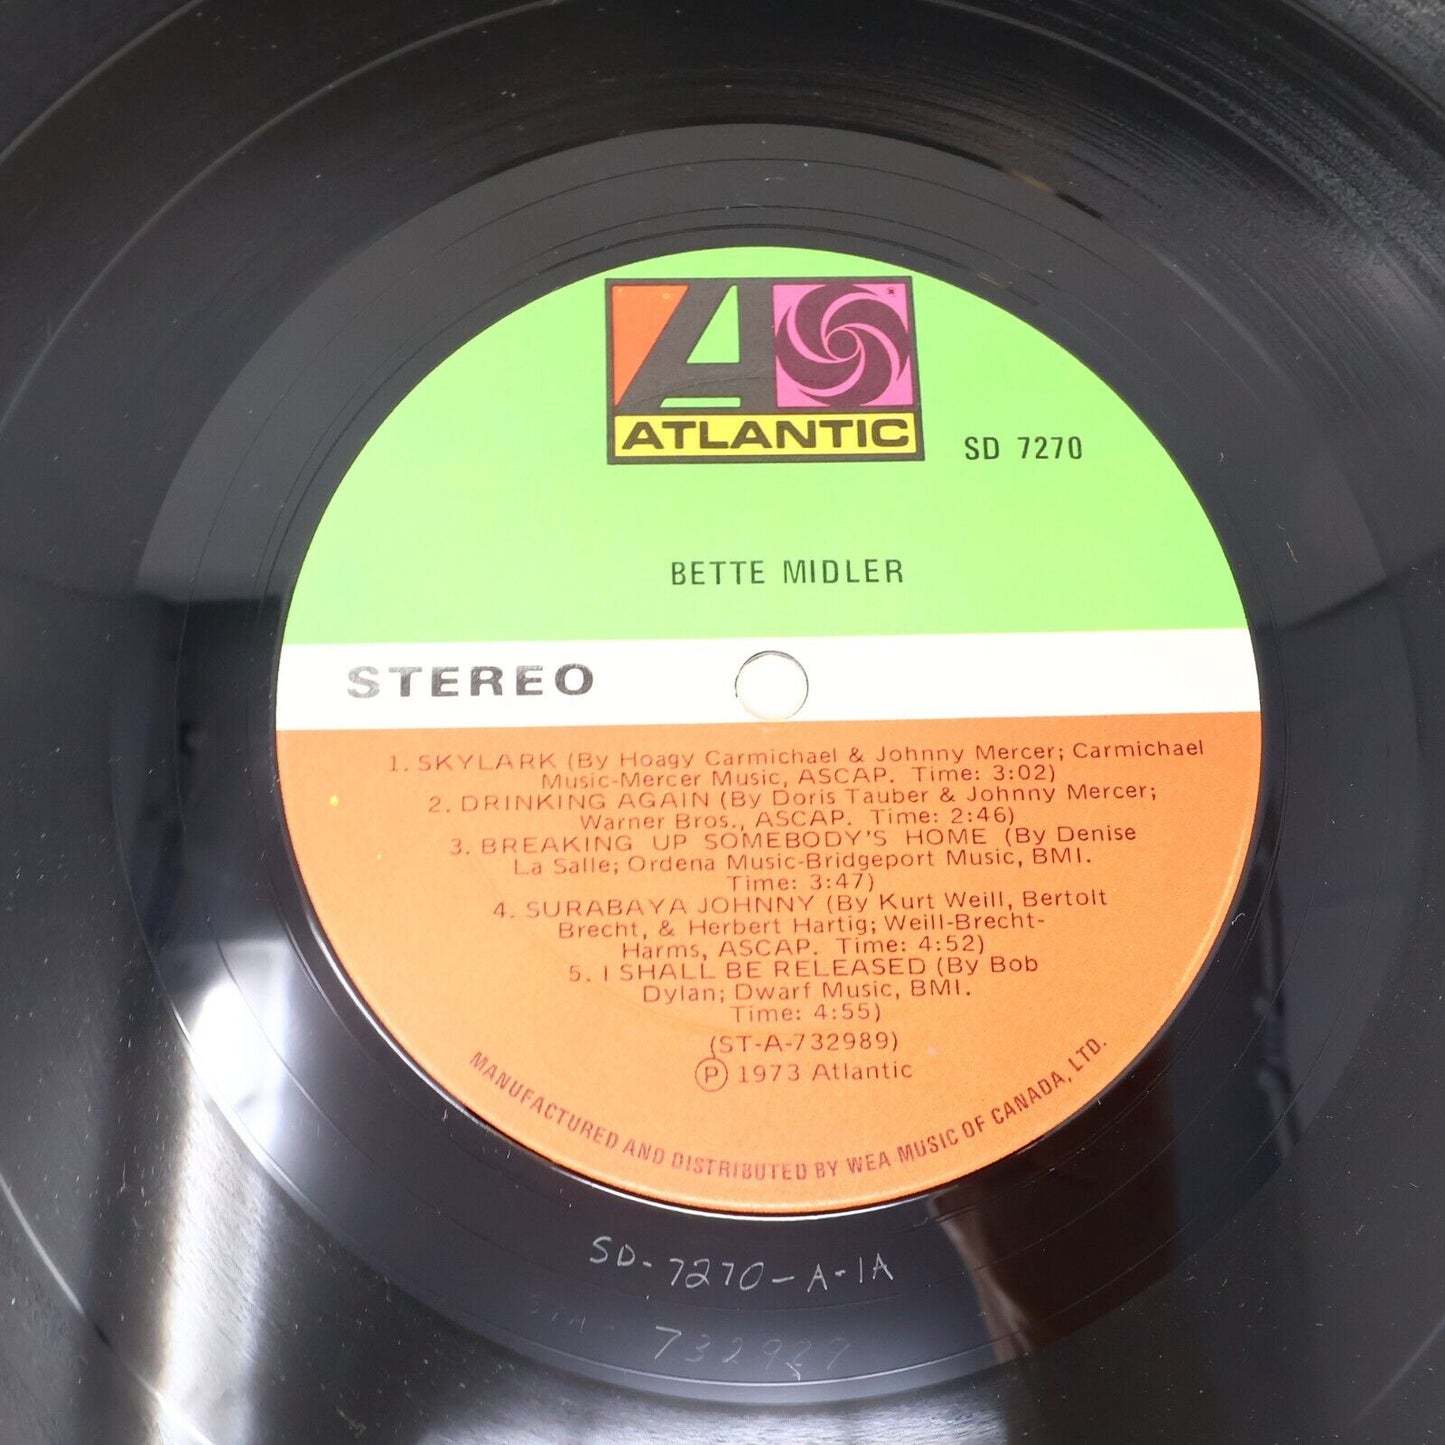 ATLANTIC
SD 7270
BETTE MIDLER
STEREO
1. SKYLARK (By Hoagy Carmichael & Johnny Mercer; Carmichael
Music-Mercer Music, ASCAP. Time: 3:02)
2. DRINKING AGAIN (By Doris Tauber & Johnny Mercer;
Warner Bros., ASCAP. Time: 2:46)
3. BREAKING UP SOMEBODY'S HOME (By Denise
La Salle; Ordena Music-Bridgeport Music, BMI.
Time: 3:47)
4. SURABAYA JOHNNY (By Kurt Weill, Bertolt
Brecht, & Herbert Hartig; Weill-Brecht-
Harms, ASCAP. Time: 4:52)
5. I SHALL BE RELEASED (By Bob
Dylan; Dwarf Music, BMI.
Time: 4:55)
(ST-A-732989)
Ⓟ 1973 Atlantic
MANUFACTURED AND DISTRIBUTED BY WEA MUSIC OF CANADA, LTD.
SD-7270-A-1A